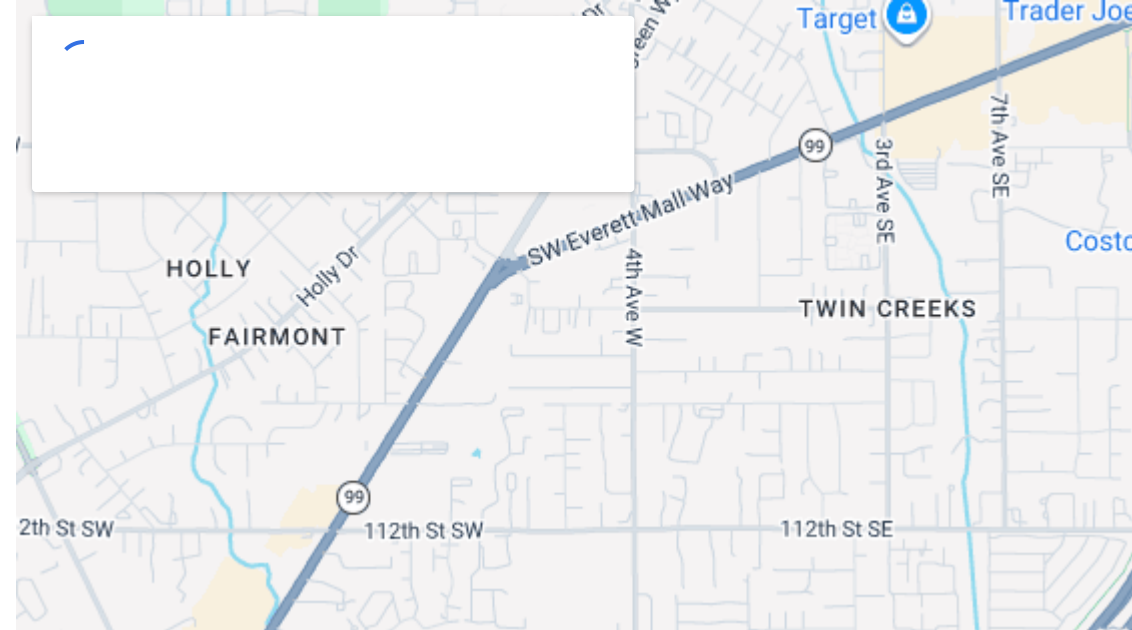 Dr
Target
Trader Joe
99
7th Ave SE
3rd Ave SE
SW Everett Mall Way
Costc
HOLLY
Holly Dr
4th Ave W
TWIN CREEKS
FAIRMONT
99
2th St SW
112th St SW
112th St SE